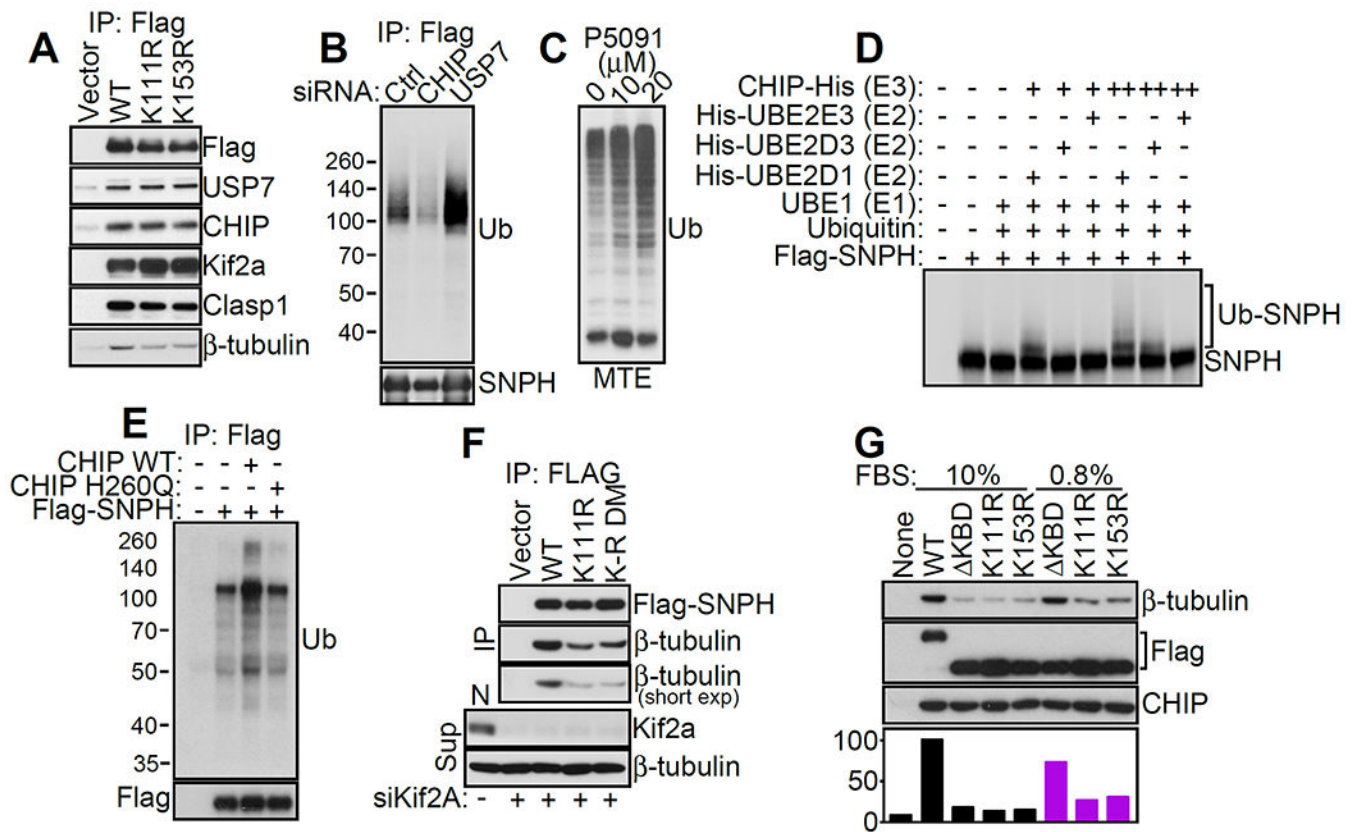 A
IP: Flag
Vector
WT
K111R
K153R
Flag
USP7
CHIP
Kif2a
Clasp1
β-tubulin
B
IP: Flag
siRNA:
Ctrl
CHIP
USP7
260
140
100
70
50
40
Ub
SNPH
C
P5091
(µM)
0
10
20
Ub
MTE
D
CHIP-His (E3): - - - + + + ++ ++ ++
His-UBE2E3 (E2): - - - - - + - - +
His-UBE2D3 (E2): - - - - + - - + -
His-UBE2D1 (E2): - - - + - - + - -
UBE1 (E1): - - + + + + + + +
Ubiquitin: - - + + + + + + +
Flag-SNPH: - + + + + + + + +
Ub-SNPH
SNPH
E
IP: Flag
CHIP WT: - - + -
CHIP H260Q: - - - +
Flag-SNPH: - + + +
260
140
100
70
50
40
35
Ub
Flag
F
IP: FLAG
Vector
WT
K111R
K-R DM
Flag-SNPH
IP
β-tubulin
β-tubulin
(short exp)
N
Sup
Kif2a
β-tubulin
siKif2A: - + + + +
G
FBS: 10% 0.8%
None
WT
ΔKBD
K111R
K153R
ΔKBD
K111R
K153R
β-tubulin
Flag
CHIP
100
50
0